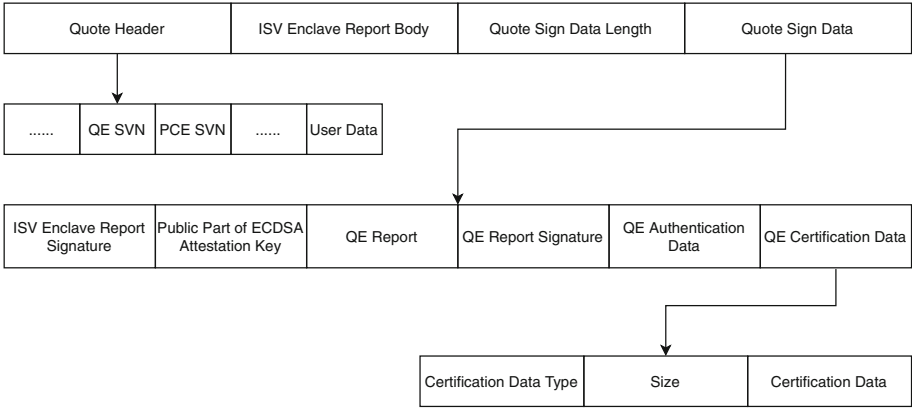 Quote Header
ISV Enclave Report Body
Quote Sign Data Length
Quote Sign Data
......
QE SVN
PCE SVN
......
User Data
ISV Enclave Report
Signature
Public Part of ECDSA
Attestation Key
QE Report
QE Report Signature
QE Authentication
Data
QE Certification Data
Certification Data Type
Size
Certification Data